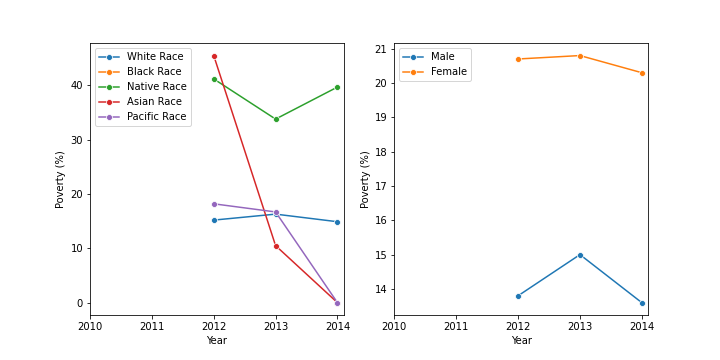 White Race
Black Race
Native Race
Asian Race
Pacific Race
Poverty (%)
40
30
20
10
0
2010 2011 2012 2013 2014
Year
Male
Female
Poverty (%)
21
20
19
18
17
16
15
14
2010 2011 2012 2013 2014
Year